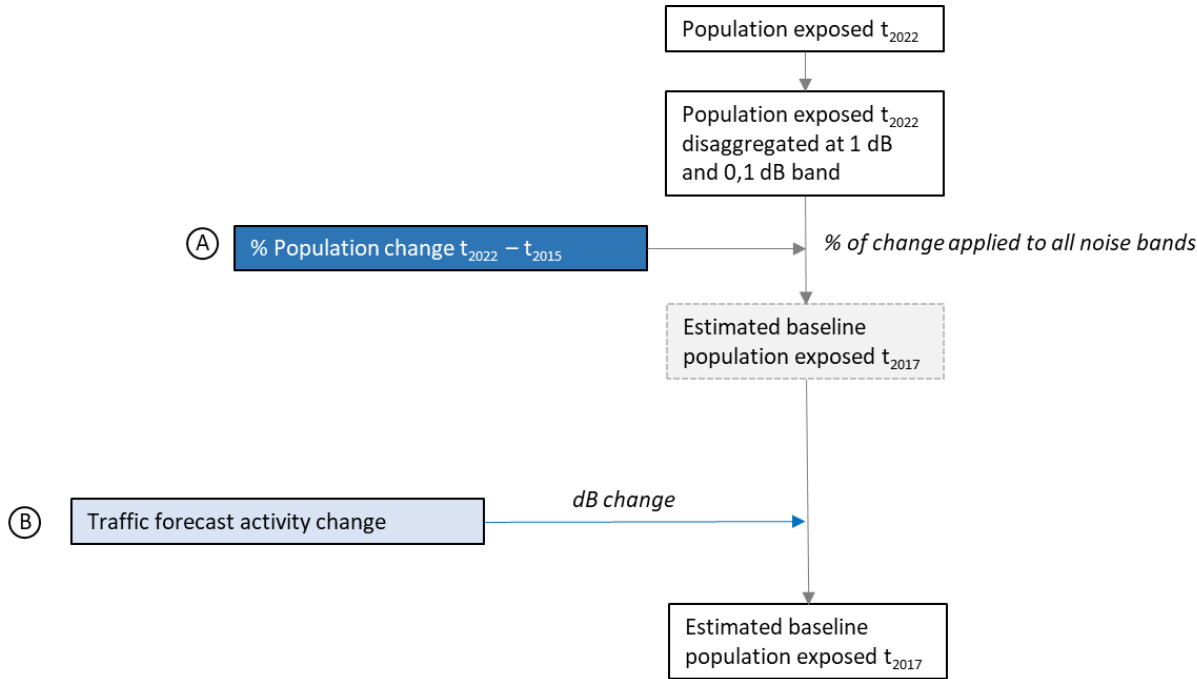 Population exposed t2022
Population exposed t2022
disaggregated at 1 dB
and 0,1 dB band
A
% Population change t2022 – t2015
% of change applied to all noise bands
Estimated baseline
population exposed t2017
dB change
B
Traffic forecast activity change
Estimated baseline
population exposed t2017